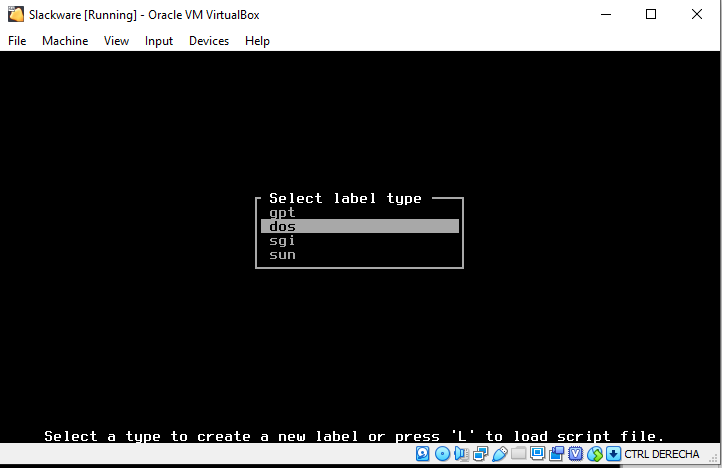 Slackware [Running] - Oracle VM VirtualBox
File Machine View Input Devices Help
Select label type
gpt
dos
sgi
sun
Select a type to create a new label or press 'L' to load script file.
CTRL DERECHA